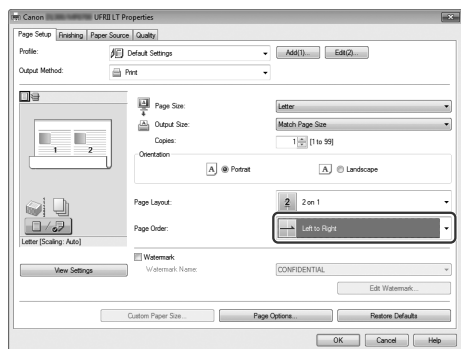 Canon UFRII LT Properties
Page Setup Finishing Paper Source Quality
Profile: Default Settings Add(1)... Edit(2)...
Output Method: Print
Page Size: Letter
Output Size: Match Page Size
Copies: 1 [1 to 99]
Orientation
A Portrait A Landscape
1 2
Page Layout: 2 2 on 1
Page Order: Left to Right
Letter [Scaling: Auto]
Watermark
View Settings Watermark Name: CONFIDENTIAL
Edit Watermark...
Custom Paper Size... Page Options... Restore Defaults
OK Cancel Help